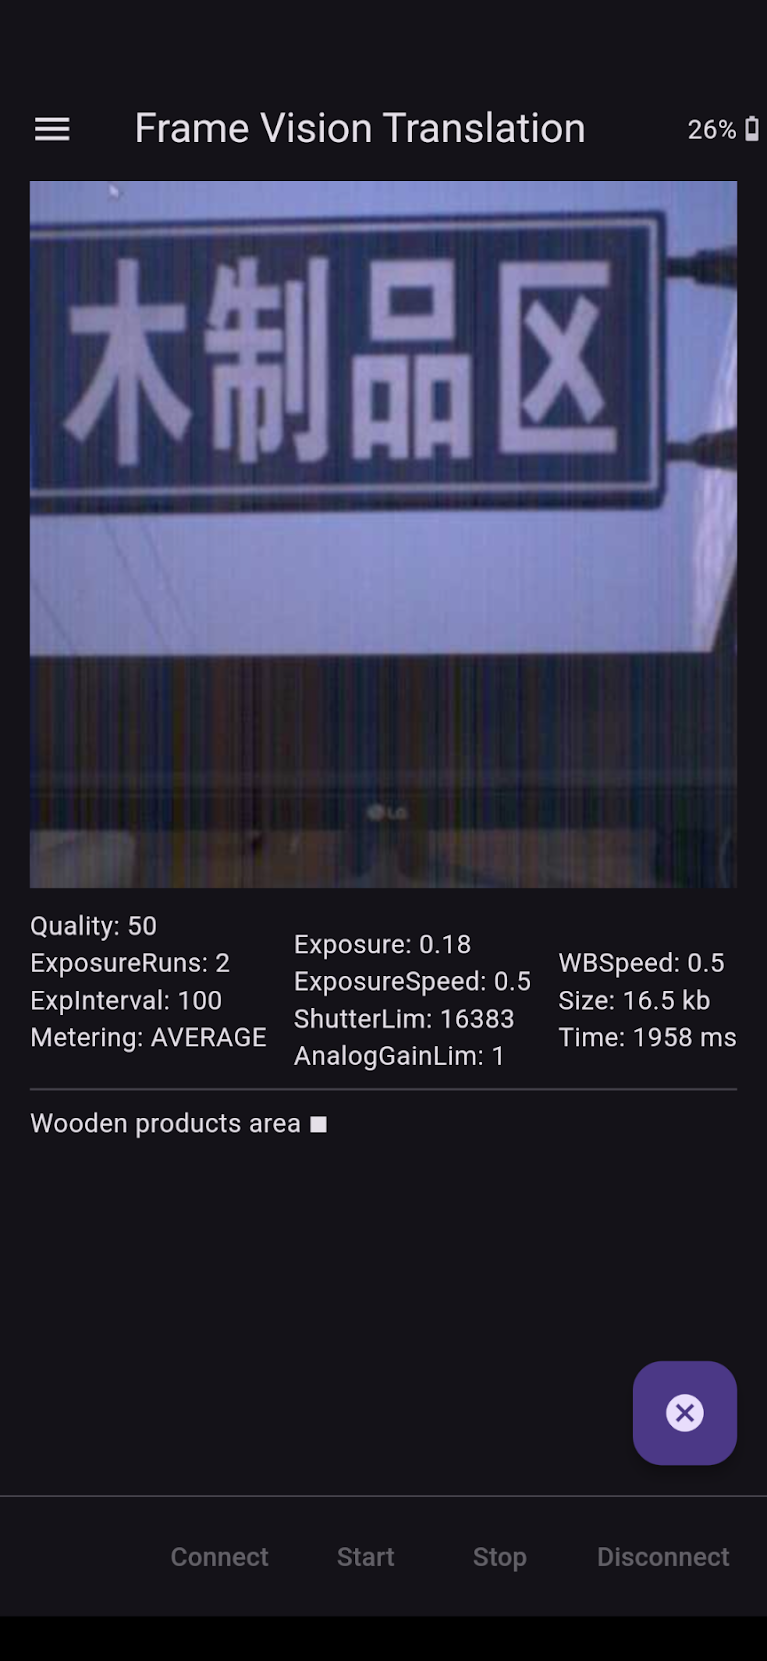 Frame Vision Translation
26%
木制品区
LG
Quality: 50
ExposureRuns: 2
ExpInterval: 100
Metering: AVERAGE
Exposure: 0.18
ExposureSpeed: 0.5
ShutterLim: 16383
AnalogGainLim: 1
WBSpeed: 0.5
Size: 16.5 kb
Time: 1958 ms
Wooden products area ■
Connect
Start
Stop
Disconnect